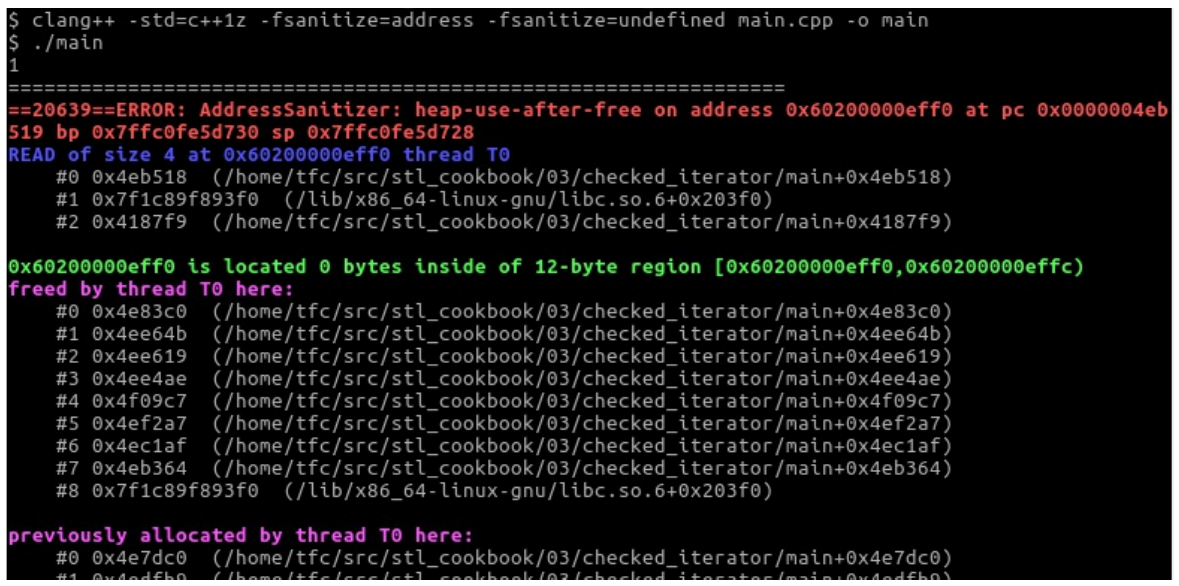 $ clang++ -std=c++1z -fsanitize=address -fsanitize=undefined main.cpp -o main
$ ./main
1
=================================================================
==20639==ERROR: AddressSanitizer: heap-use-after-free on address 0x60200000eff0 at pc 0x0000004eb
519 bp 0x7ffc0fe5d730 sp 0x7ffc0fe5d728
READ of size 4 at 0x60200000eff0 thread T0
    #0 0x4eb518  (/home/tfc/src/stl_cookbook/03/checked_iterator/main+0x4eb518)
    #1 0x7f1c89f893f0  (/lib/x86_64-linux-gnu/libc.so.6+0x203f0)
    #2 0x4187f9  (/home/tfc/src/stl_cookbook/03/checked_iterator/main+0x4187f9)

0x60200000eff0 is located 0 bytes inside of 12-byte region [0x60200000eff0,0x60200000effc)
freed by thread T0 here:
    #0 0x4e83c0  (/home/tfc/src/stl_cookbook/03/checked_iterator/main+0x4e83c0)
    #1 0x4ee64b  (/home/tfc/src/stl_cookbook/03/checked_iterator/main+0x4ee64b)
    #2 0x4ee619  (/home/tfc/src/stl_cookbook/03/checked_iterator/main+0x4ee619)
    #3 0x4ee4ae  (/home/tfc/src/stl_cookbook/03/checked_iterator/main+0x4ee4ae)
    #4 0x4f09c7  (/home/tfc/src/stl_cookbook/03/checked_iterator/main+0x4f09c7)
    #5 0x4ef2a7  (/home/tfc/src/stl_cookbook/03/checked_iterator/main+0x4ef2a7)
    #6 0x4ec1af  (/home/tfc/src/stl_cookbook/03/checked_iterator/main+0x4ec1af)
    #7 0x4eb364  (/home/tfc/src/stl_cookbook/03/checked_iterator/main+0x4eb364)
    #8 0x7f1c89f893f0  (/lib/x86_64-linux-gnu/libc.so.6+0x203f0)

previously allocated by thread T0 here:
    #0 0x4e7dc0  (/home/tfc/src/stl_cookbook/03/checked_iterator/main+0x4e7dc0)
    #1 0x4edfb9  (/home/tfc/src/stl_cookbook/03/checked_iterator/main+0x4edfb9)